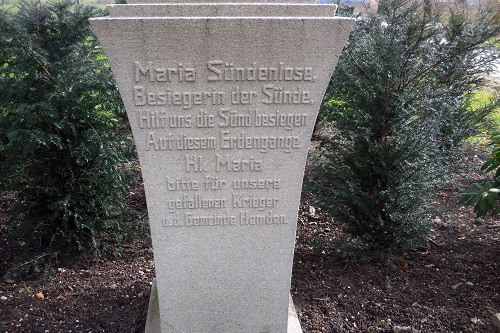 Maria Sündenlose.
Besiegerin der Sünde.
Hilf uns die Sünd besiegen
Auf diesem Erdengange.
Hl. Maria
bitte für unsere
gefallenen Krieger
u.d. Gemeinde Hemden.